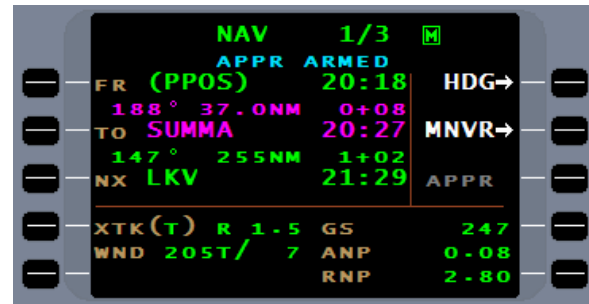 NAV 1/3 M
APPR ARMED
FR (PPOS) 20:18 HDG→
188° 37.0NM 0+08
TO SUMMA 20:27 MNVR→
147° 255NM 1+02
NX LKV 21:29 APPR
XTK(T) R 1.5 GS 247
WND 205T/ 7 ANP 0.08
RNP 2.80